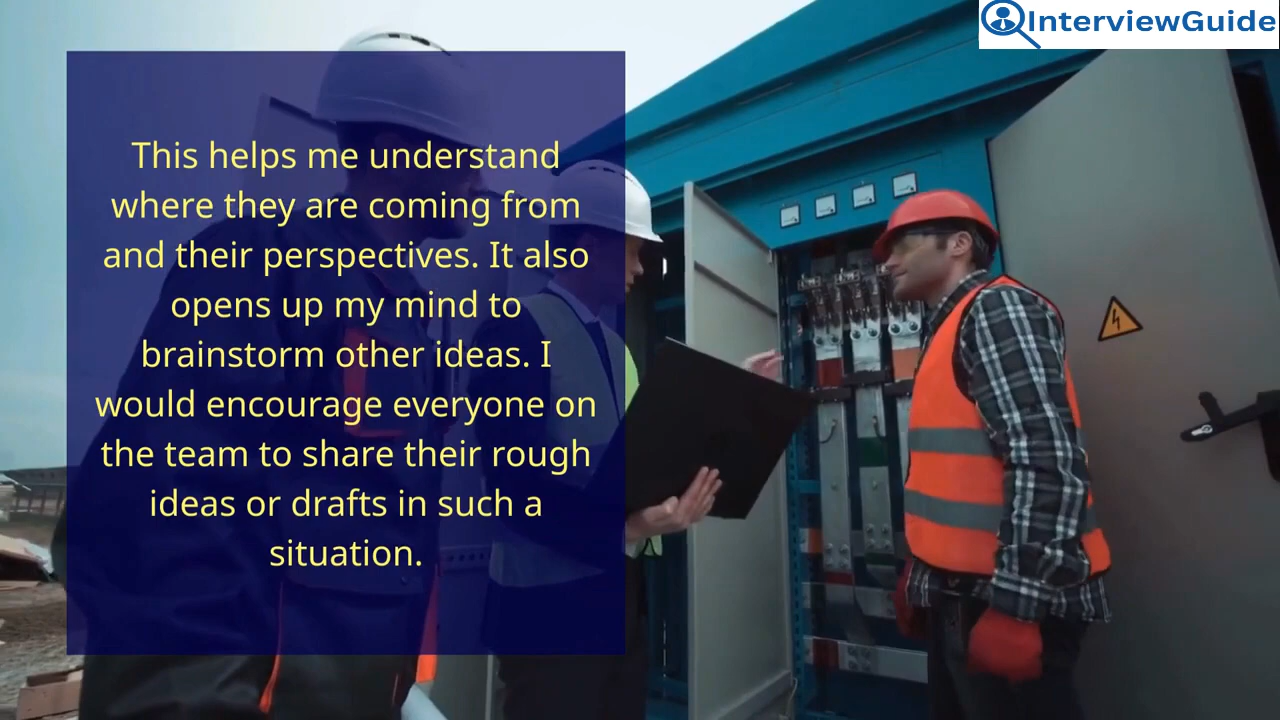 InterviewGuide
This helps me understand
where they are coming from
and their perspectives. It also
opens up my mind to
brainstorm other ideas. I
would encourage everyone on
the team to share their rough
ideas or drafts in such a
situation.